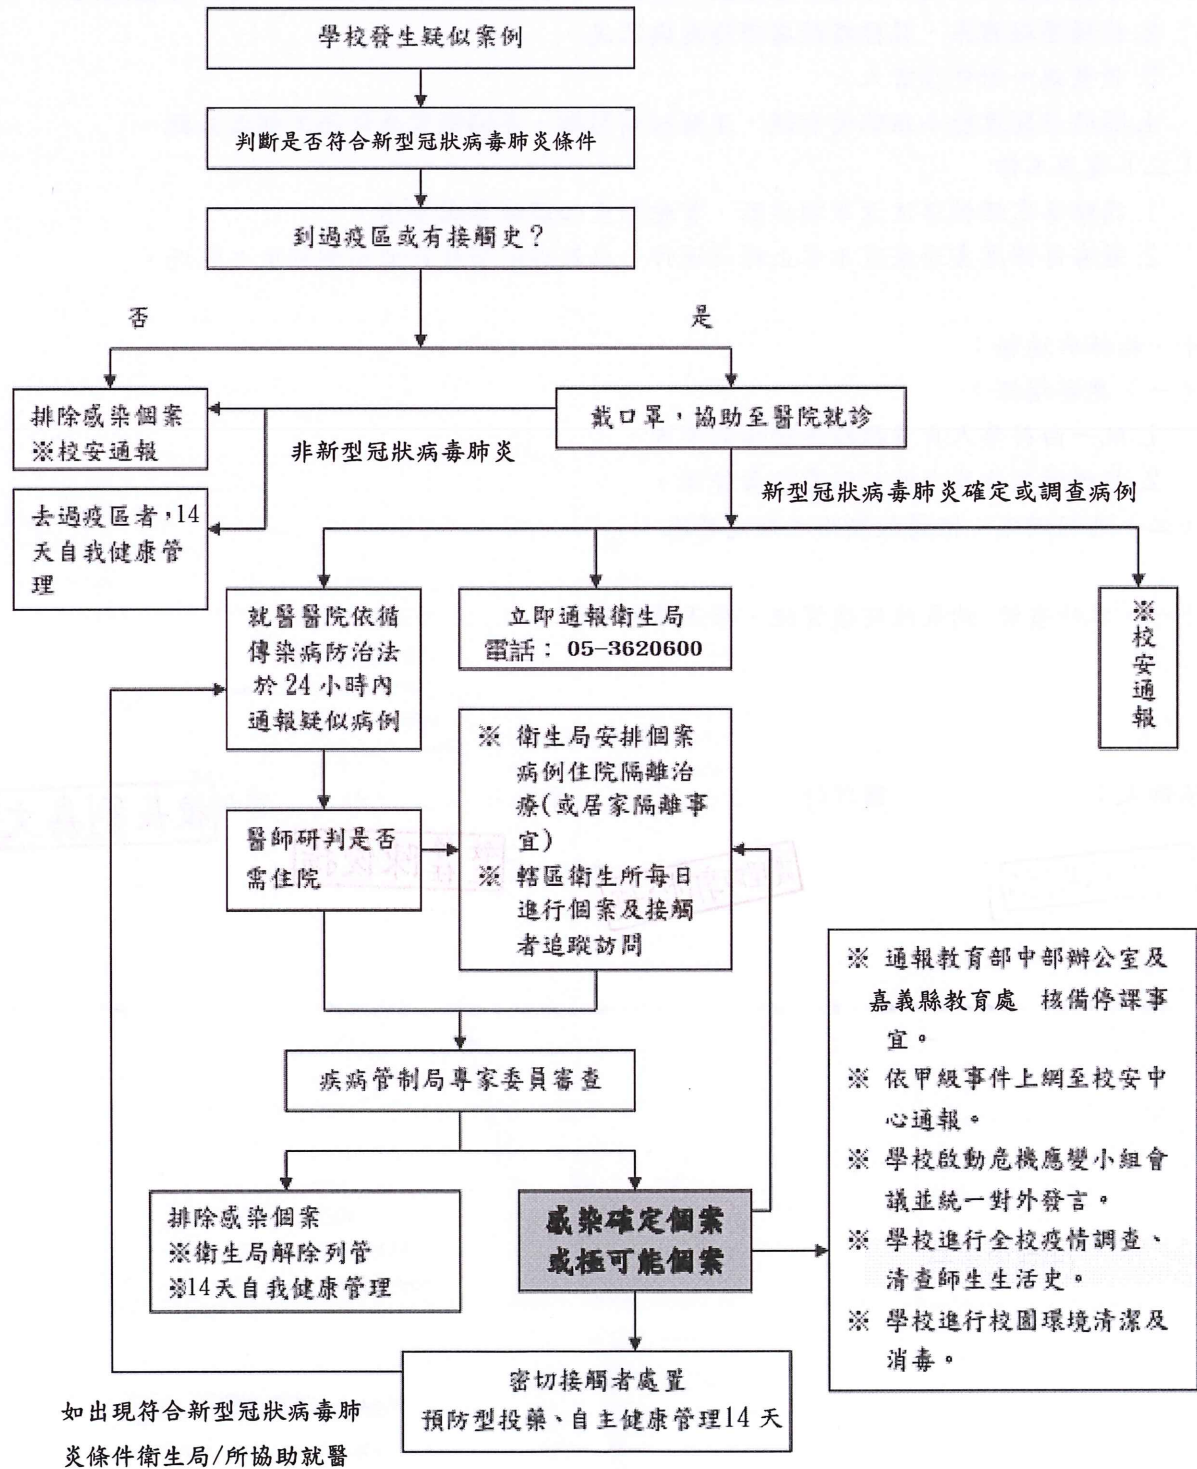 學校發生疑似案例
判斷是否符合新型冠狀病毒肺炎條件
到過疫區或有接觸史？
否
是
排除感染個案
※校安通報
戴口罩，協助至醫院就診
非新型冠狀病毒肺炎
新型冠狀病毒肺炎確定或調查病例
去過疫區者，14
天自我健康管
理
就醫醫院依循
傳染病防治法
於 24 小時內
通報疑似病例
立即通報衛生局
電話： 05-3620600
※
校
安
通
報
※ 衛生局安排個案
病例住院隔離治
療(或居家隔離事
宜)
※ 轄區衛生所每日
進行個案及接觸
者追蹤訪問
醫師研判是否
需住院
疾病管制局專家委員審查
排除感染個案
※衛生局解除列管
※14天自我健康管理
感染確定個案
或極可能個案
※ 通報教育部中部辦公室及
嘉義縣教育處 核備停課事
宜。
※ 依甲級事件上網至校安中
心通報。
※ 學校啟動危機應變小組會
議並統一對外發言。
※ 學校進行全校疫情調查、
清查師生生活史。
※ 學校進行校園環境清潔及
消毒。
密切接觸者處置
預防型投藥、自主健康管理14 天
如出現符合新型冠狀病毒肺
炎條件衛生局/所協助就醫